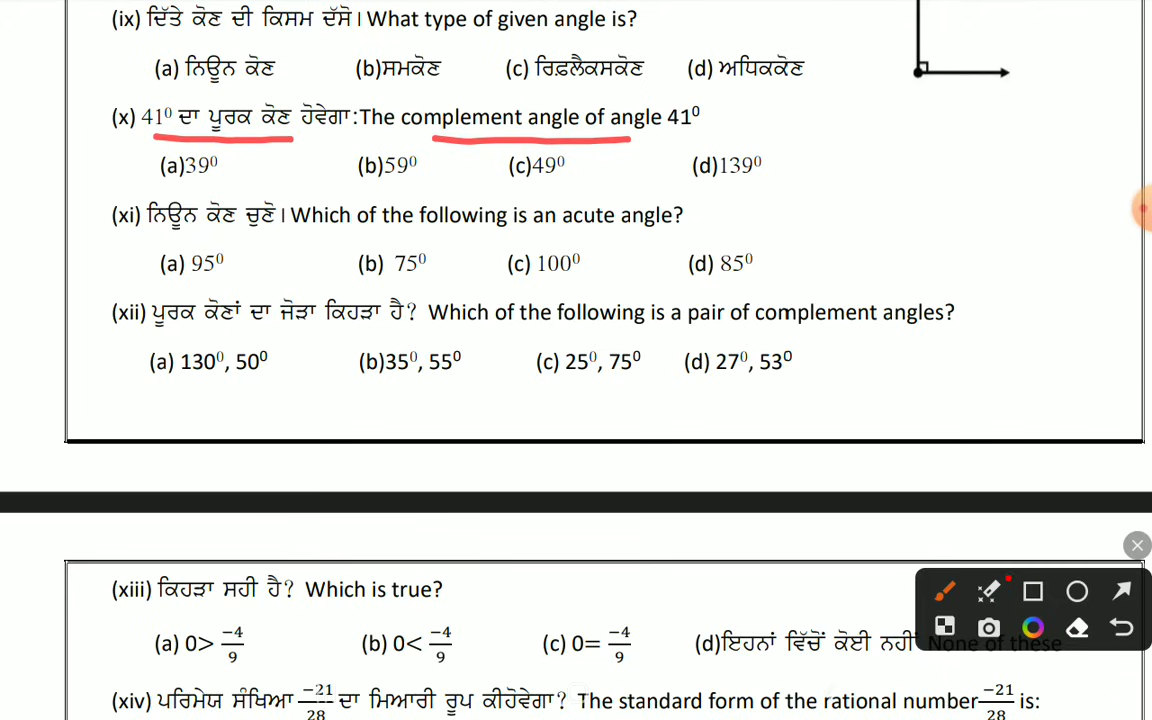 (ix) ਦਿੱਤੇ ਕੋਣ ਦੀ ਕਿਸਮ ਦੱਸੋ। What type of given angle is?
(a) ਨਿਊਨ ਕੋਣ (b)ਸਮਕੋਣ (c) ਰਿਫ਼ਲੈਕਸਕੋਣ (d) ਅਧਿਕਕੋਣ
(x) 41⁰ ਦਾ ਪੂਰਕ ਕੋਣ ਹੋਵੇਗਾ:The complement angle of angle 41⁰
(a)39⁰ (b)59⁰ (c)49⁰ (d)139⁰
(xi) ਨਿਊਨ ਕੋਣ ਚੁਣੋ। Which of the following is an acute angle?
(a) 95⁰ (b) 75⁰ (c) 100⁰ (d) 85⁰
(xii) ਪੂਰਕ ਕੋਣਾਂ ਦਾ ਜੋੜਾ ਕਿਹੜਾ ਹੈ? Which of the following is a pair of complement angles?
(a) 130⁰, 50⁰ (b)35⁰, 55⁰ (c) 25⁰, 75⁰ (d) 27⁰, 53⁰
(xiii) ਕਿਹੜਾ ਸਹੀ ਹੈ? Which is true?
(a) 0> −4/9 (b) 0< −4/9 (c) 0= −4/9 (d)ਇਹਨਾਂ ਵਿੱਚੋਂ ਕੋਈ ਨਹੀਂ None of these
(xiv) ਪਰਿਮੇਯ ਸੰਖਿਆ −21/28 ਦਾ ਮਿਆਰੀ ਰੂਪ ਕੀਹੋਵੇਗਾ? The standard form of the rational number −21/28 is: